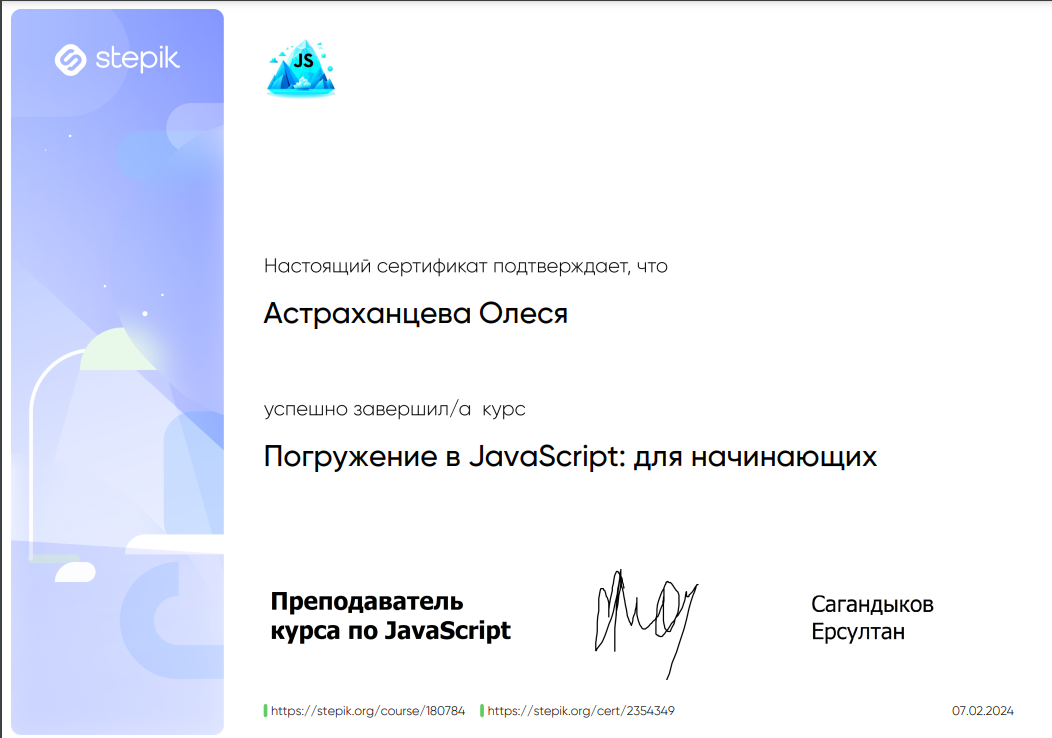 stepik
JS
Настоящий сертификат подтверждает, что
Астраханцева Олеся
успешно завершил/а курс
Погружение в JavaScript: для начинающих
Преподаватель
курса по JavaScript
Сагандыков
Ерсултан
https://stepik.org/course/180784
https://stepik.org/cert/2354349
07.02.2024